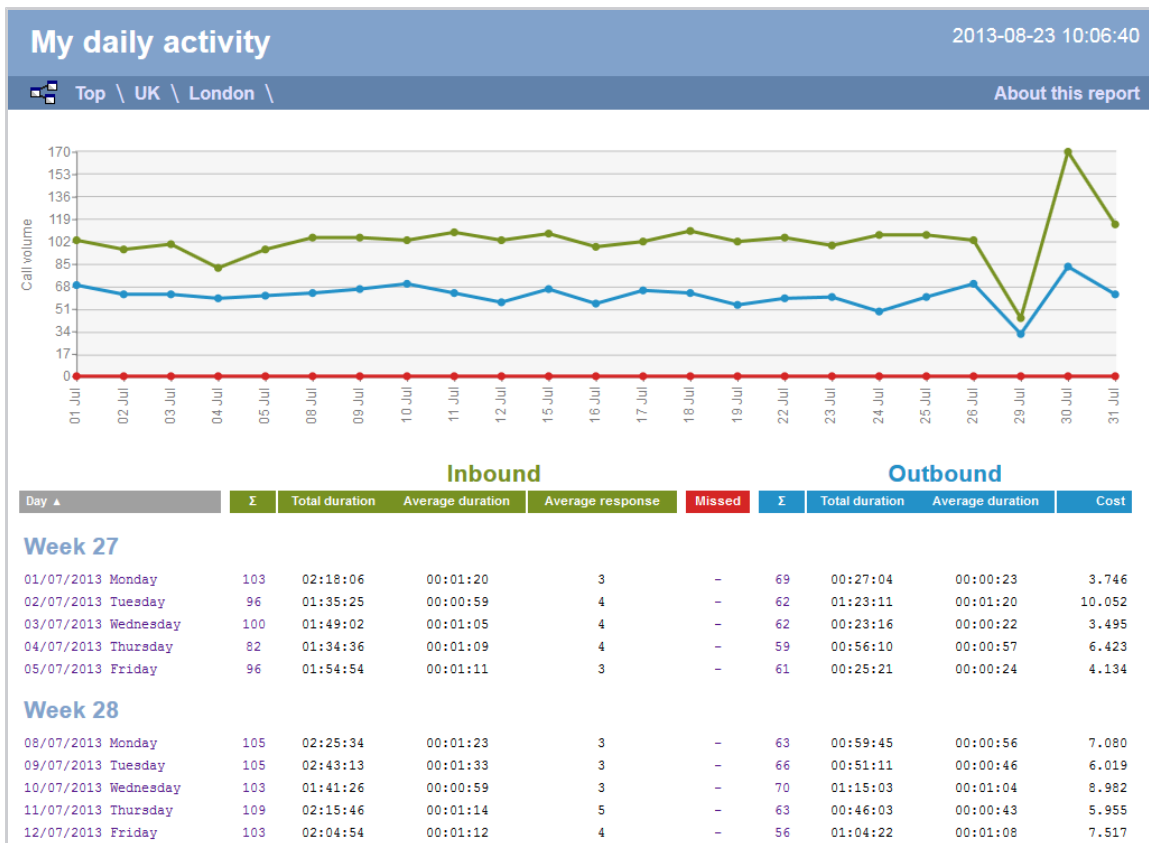 My daily activity 2013-08-23 10:06:40
Top \ UK \ London \ About this report
Call volume
170
153
136
119
102
85
68
51
34
17
0
01 Jul 02 Jul 03 Jul 04 Jul 05 Jul 08 Jul 09 Jul 10 Jul 11 Jul 12 Jul 15 Jul 16 Jul 17 Jul 18 Jul 19 Jul 22 Jul 23 Jul 24 Jul 25 Jul 26 Jul 29 Jul 30 Jul 31 Jul
Inbound Outbound
Day ▲ Σ Total duration Average duration Average response Missed Σ Total duration Average duration Cost
Week 27
01/07/2013 Monday 103 02:18:06 00:01:20 3 – 69 00:27:04 00:00:23 3.746
02/07/2013 Tuesday 96 01:35:25 00:00:59 4 – 62 01:23:11 00:01:20 10.052
03/07/2013 Wednesday 100 01:49:02 00:01:05 4 – 62 00:23:16 00:00:22 3.495
04/07/2013 Thursday 82 01:34:36 00:01:09 4 – 59 00:56:10 00:00:57 6.423
05/07/2013 Friday 96 01:54:54 00:01:11 3 – 61 00:25:21 00:00:24 4.134
Week 28
08/07/2013 Monday 105 02:25:34 00:01:23 3 – 63 00:59:45 00:00:56 7.080
09/07/2013 Tuesday 105 02:43:13 00:01:33 3 – 66 00:51:11 00:00:46 6.019
10/07/2013 Wednesday 103 01:41:26 00:00:59 3 – 70 01:15:03 00:01:04 8.982
11/07/2013 Thursday 109 02:15:46 00:01:14 5 – 63 00:46:03 00:00:43 5.955
12/07/2013 Friday 103 02:04:54 00:01:12 4 – 56 01:04:22 00:01:08 7.517